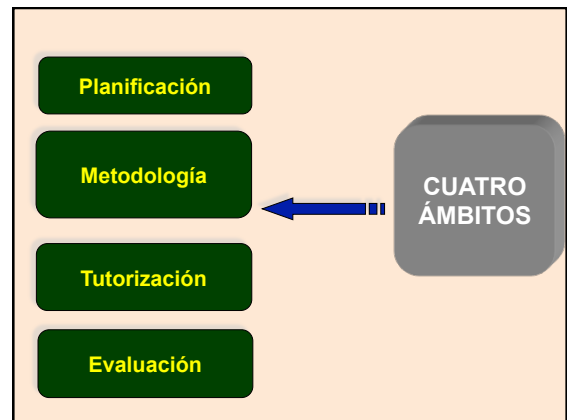 Planificación
Metodología
CUATRO
ÁMBITOS
Tutorización
Evaluación